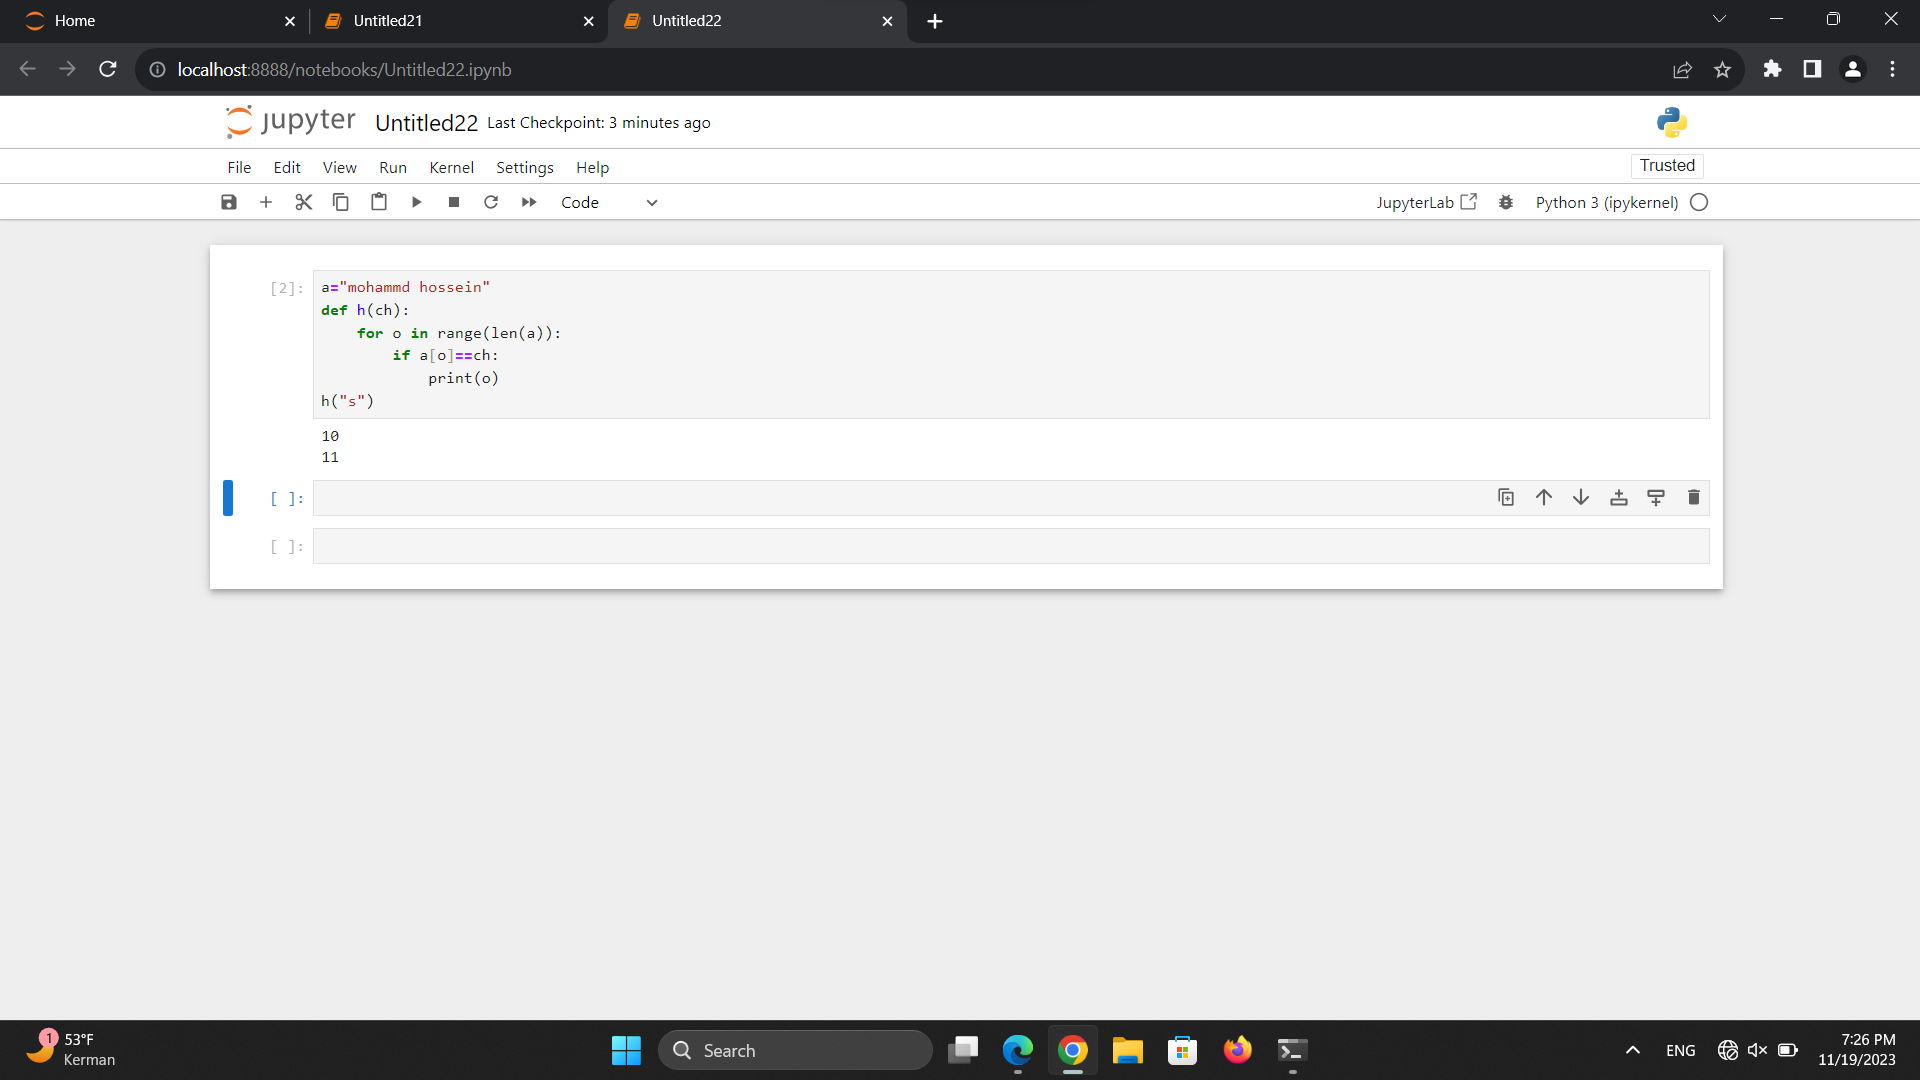 Home
Untitled21
Untitled22
localhost:8888/notebooks/Untitled22.ipynb
jupyter
Untitled22
Last Checkpoint: 3 minutes ago
File Edit View Run Kernel Settings Help
Trusted
Code
JupyterLab
Python 3 (ipykernel)
[2]:
a="mohammd hossein"
def h(ch):
    for o in range(len(a)):
        if a[o]==ch:
            print(o)
h("s")
10
11
[ ]:
[ ]:
1
53°F
Kerman
Search
ENG
7:26 PM
11/19/2023